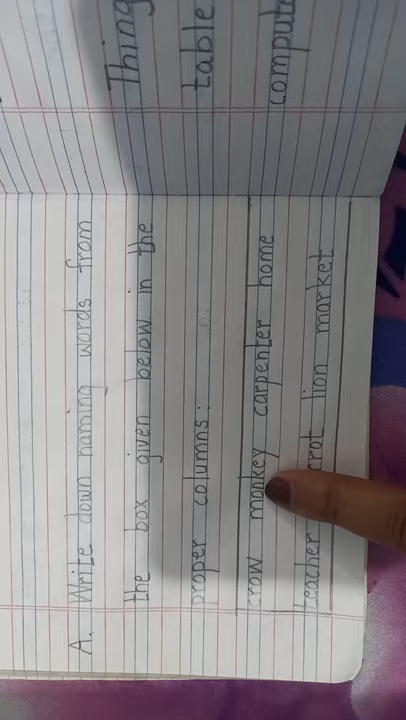 A. Write down naming words from
the box given below in the
proper columns:
crow monkey carpenter home
teacher lion market
Thing
table